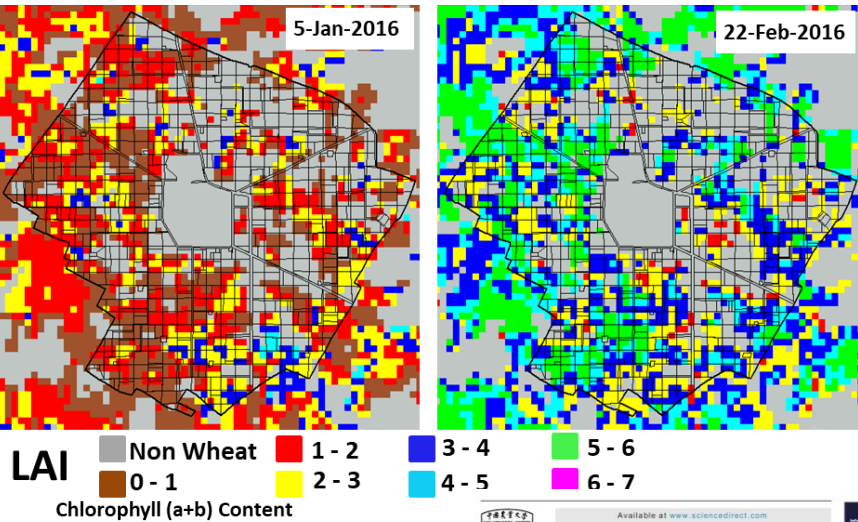 5-Jan-2016
22-Feb-2016
LAI
Non Wheat
1 - 2
3 - 4
5 - 6
0 - 1
2 - 3
4 - 5
6 - 7
Chlorophyll (a+b) Content
Available at www.sciencedirect.com